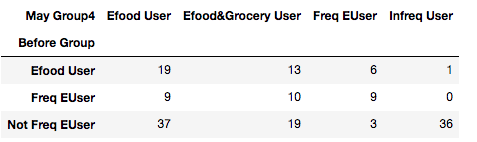 May Group4 Efood User Efood&Grocery User Freq EUser Infreq User
Before Group
Efood User 19 13 6 1
Freq EUser 9 10 9 0
Not Freq EUser 37 19 3 36